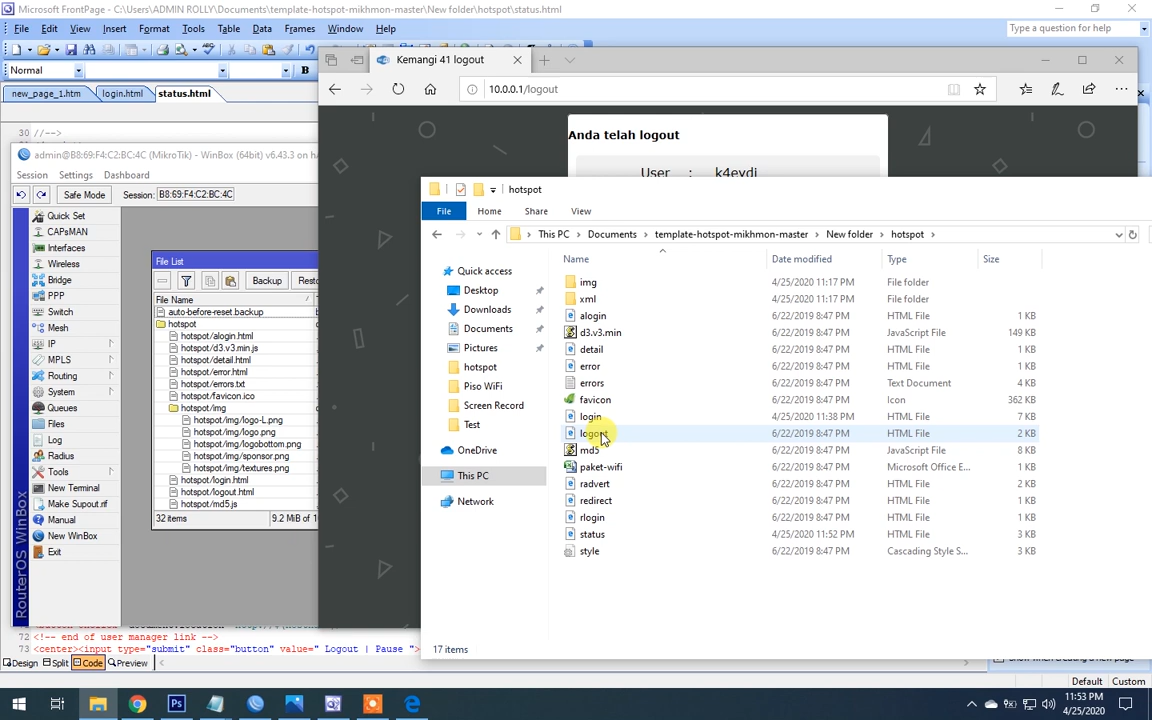 Microsoft FrontPage - C:\Users\ADMIN ROLLY\Documents\template-hotspot-mikhmon-master\New folder\hotspot\status.html
File Edit View Insert Format Tools Table Data Frames Window Help
Type a question for help
Normal
B
new_page_1.htm login.html status.html
30 //-->
Kemangi 41 logout
10.0.0.1/logout
Anda telah logout
User : k4eydi
admin@B8:69:F4:C2:BC:4C (MikroTik) - WinBox (64bit) v6.43.3 on h
Session Settings Dashboard
Safe Mode Session: B8:69:F4:C2:BC:4C
Quick Set
CAPsMAN
Interfaces
Wireless
Bridge
PPP
Switch
Mesh
IP
MPLS
Routing
System
Queues
Files
Log
Radius
Tools
New Terminal
Make Supout.rif
Manual
New WinBox
Exit
RouterOS WinBox
File List
Backup Resto
File Name
auto-before-reset.backup
hotspot
hotspot/alogin.html
hotspot/d3.v3.min.js
hotspot/detail.html
hotspot/error.html
hotspot/errors.txt
hotspot/favicon.ico
hotspot/img
hotspot/img/logo-L.png
hotspot/img/logo.png
hotspot/img/logobottom.png
hotspot/img/sponsor.png
hotspot/img/textures.png
hotspot/login.html
hotspot/logout.html
hotspot/md5.js
32 items 9.2 MiB of 1
hotspot
File Home Share View
This PC > Documents > template-hotspot-mikhmon-master > New folder > hotspot >
Quick access
Desktop
Downloads
Documents
Pictures
hotspot
Piso WiFi
Screen Record
Test
OneDrive
This PC
Network
Name Date modified Type Size
img 4/25/2020 11:17 PM File folder
xml 4/25/2020 11:17 PM File folder
alogin 6/22/2019 8:47 PM HTML File 1 KB
d3.v3.min 6/22/2019 8:47 PM JavaScript File 149 KB
detail 6/22/2019 8:47 PM HTML File 1 KB
error 6/22/2019 8:47 PM HTML File 1 KB
errors 6/22/2019 8:47 PM Text Document 4 KB
favicon 6/22/2019 8:47 PM Icon 362 KB
login 4/25/2020 11:38 PM HTML File 7 KB
logout 6/22/2019 8:47 PM HTML File 2 KB
md5 6/22/2019 8:47 PM JavaScript File 8 KB
paket-wifi 6/22/2019 8:47 PM Microsoft Office E... 1 KB
radvert 6/22/2019 8:47 PM HTML File 2 KB
redirect 6/22/2019 8:47 PM HTML File 1 KB
rlogin 6/22/2019 8:47 PM HTML File 1 KB
status 4/25/2020 11:52 PM HTML File 3 KB
style 6/22/2019 8:47 PM Cascading Style S... 3 KB
17 items
72 <!-- end of user manager link -->
73 <center><input type="submit" class="button" value=" Logout | Pause ">
Design Split Code Preview
Default Custom
11:53 PM
4/25/2020